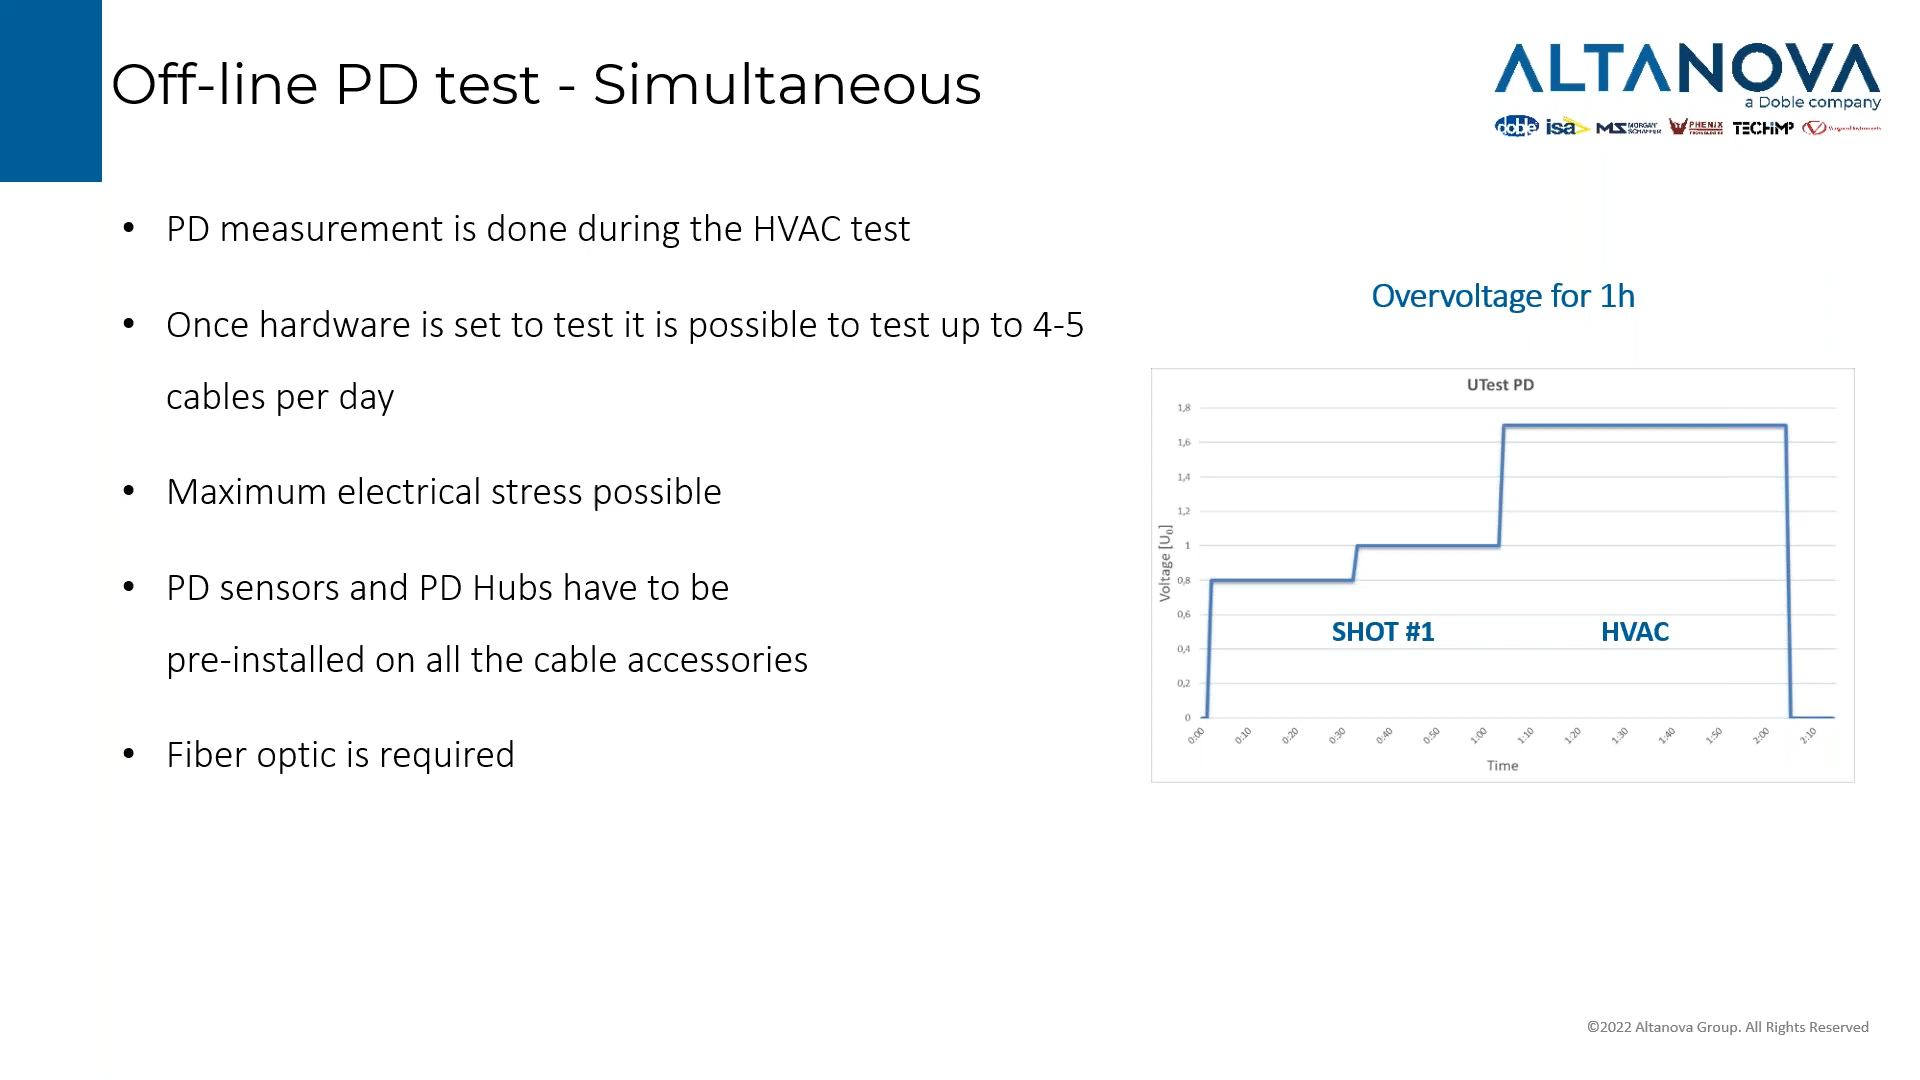 Off-line PD test - Simultaneous
ALTANOVA
a Doble company
doble isa MS MORGAN SCHAFFER PHENIX TECHNOLOGIES TECHIMP Vanguard Instruments
• PD measurement is done during the HVAC test
• Once hardware is set to test it is possible to test up to 4-5
cables per day
• Maximum electrical stress possible
• PD sensors and PD Hubs have to be
pre-installed on all the cable accessories
• Fiber optic is required
Overvoltage for 1h
UTest PD
1,8
1,6
1,4
1,2
1
0,8
0,6
0,4
0,2
0
Voltage [U0]
SHOT #1 HVAC
0:00 0:10 0:20 0:30 0:40 0:50 1:00 1:10 1:20 1:30 1:40 1:50 2:00 2:10
Time
©2022 Altanova Group. All Rights Reserved